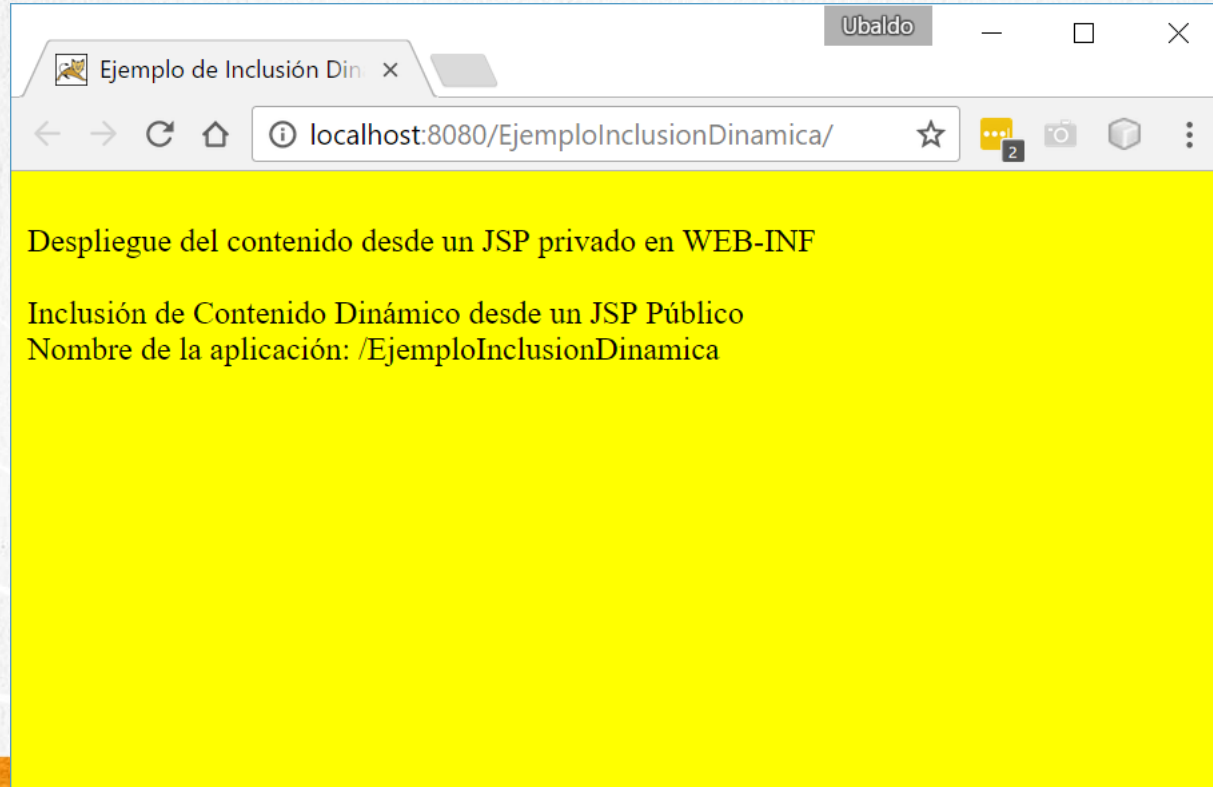 Ubaldo
Ejemplo de Inclusión Din
localhost:8080/EjemploInclusionDinamica/
2
Despliegue del contenido desde un JSP privado en WEB-INF
Inclusión de Contenido Dinámico desde un JSP Público
Nombre de la aplicación: /EjemploInclusionDinamica